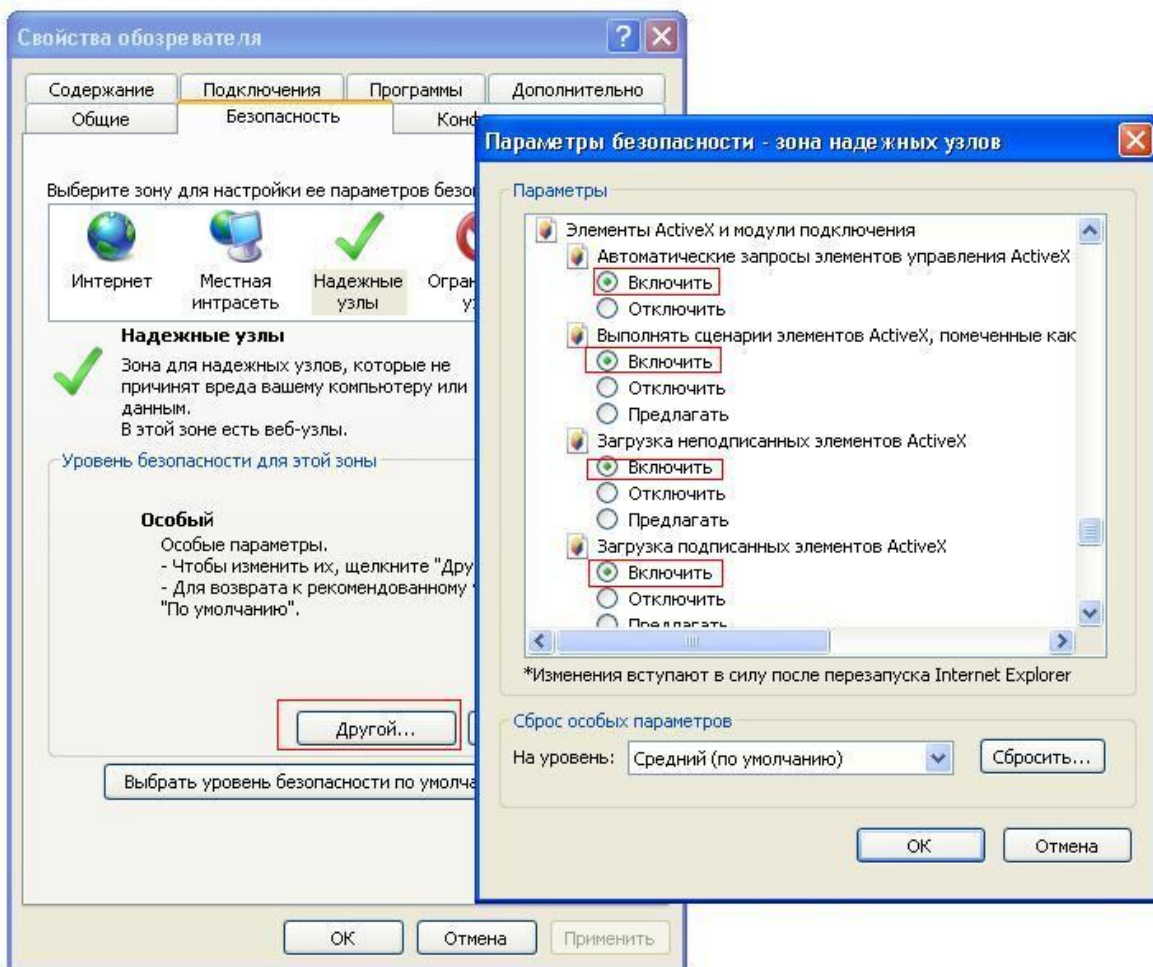 Свойства обозревателя
Содержание
Подключения
Программы
Дополнительно
Общие
Безопасность
Выберите зону для настройки ее параметров
Интернет
Местная
интрасеть
Надежные
узлы
Надежные узлы
Зона для надежных узлов, которые не
причинят вреда вашему компьютеру или
данным.
В этой зоне есть веб-узлы.
Уровень безопасности для этой зоны
Особый
Особые параметры.
- Чтобы изменить их, щелкните
- Для возврата к рекомендованному
"По умолчанию".
Другой...
Выбрать уровень безопасности по
ОК
Отмена
Применить
Параметры безопасности - зона надежных узлов
Параметры
Элементы ActiveX и модули подключения
Автоматические запросы элементов управления ActiveX
Включить
Отключить
Выполнять сценарии элементов ActiveX, помеченные как
Включить
Отключить
Предлагать
Загрузка неподписанных элементов ActiveX
Включить
Отключить
Предлагать
Загрузка подписанных элементов ActiveX
Включить
Отключить
Предлагать
*Изменения вступают в силу после перезапуска Internet Explorer
Сброс особых параметров
На уровень:
Средний (по умолчанию)
Сбросить...
ОК
Отмена